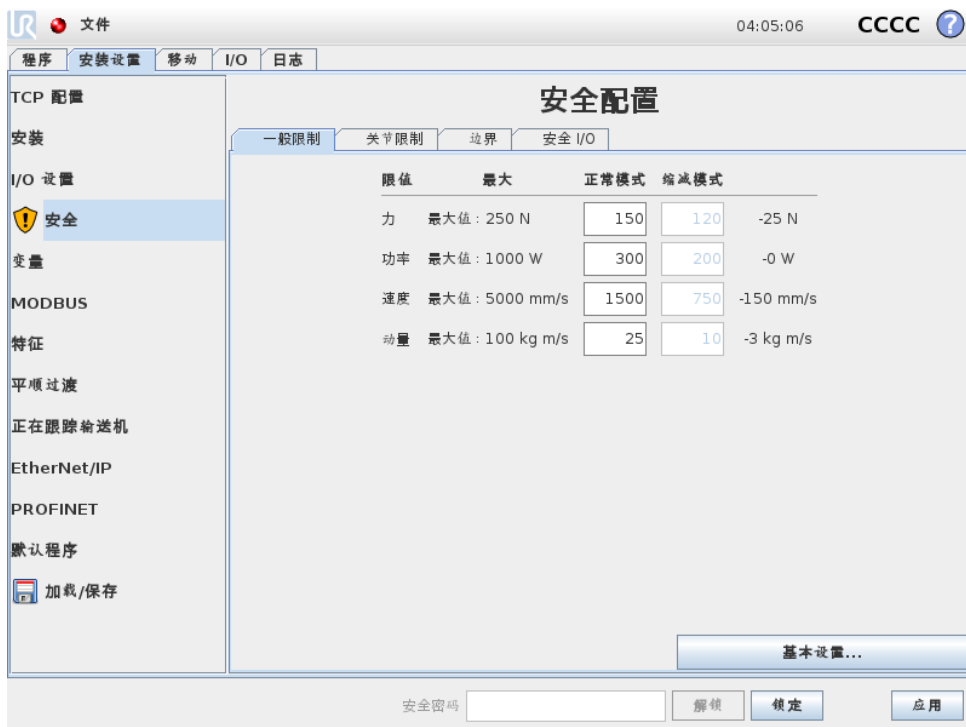 UR 文件 04:05:06 CCCC ?
程序 安装设置 移动 I/O 日志
TCP 配置
安装
I/O 设置
安全
变量
MODBUS
特征
平顺过渡
正在跟踪输送机
EtherNet/IP
PROFINET
默认程序
加载/保存
安全配置
一般限制 关节限制 边界 安全 I/O
限值 最大 正常模式 缩减模式
力 最大值 : 250 N 150 120 -25 N
功率 最大值 : 1000 W 300 200 -0 W
速度 最大值 : 5000 mm/s 1500 750 -150 mm/s
动量 最大值 : 100 kg m/s 25 10 -3 kg m/s
基本设置...
安全密码 解锁 锁定 应用